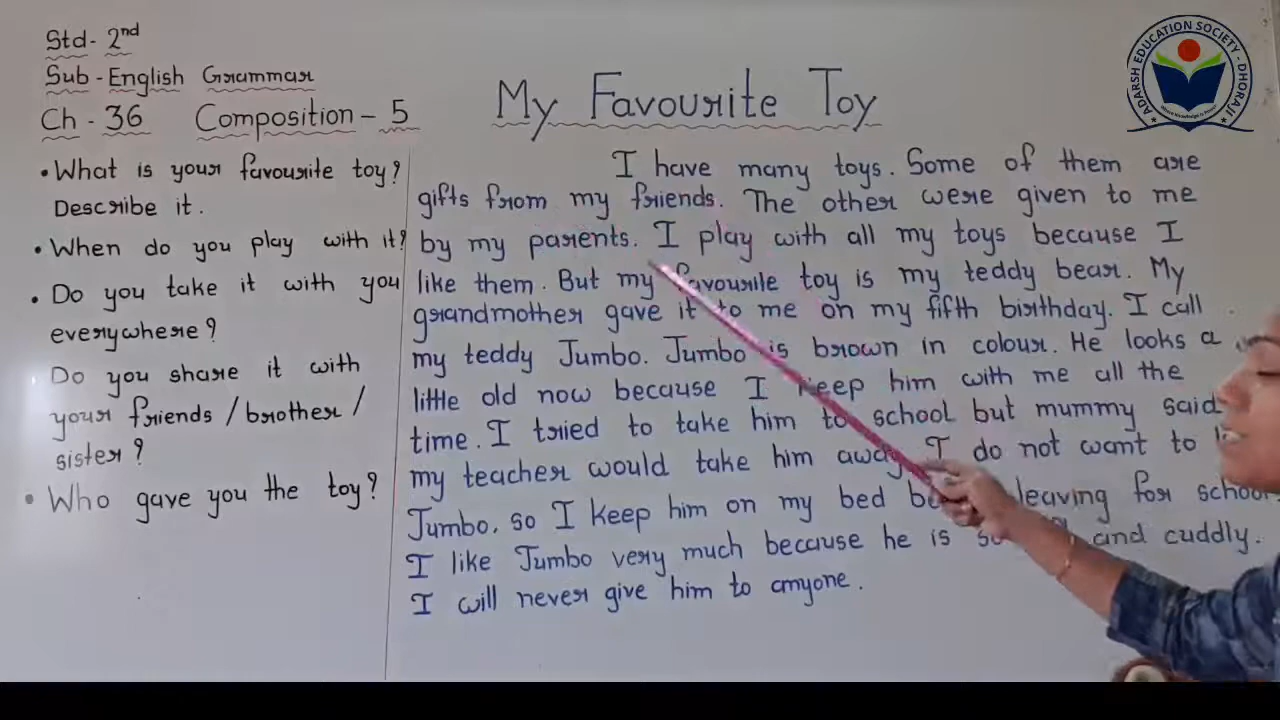 Std- 2nd
Sub - English Grammar
Ch - 36 Composition - 5
• What is your favourite toy?
Describe it.
• When do you play with it?
• Do you take it with you
everywhere?
Do you share it with
your friends / brother /
sister?
• Who gave you the toy?
My Favourite Toy
I have many toys. Some of them are
gifts from my friends. The other were given to me
by my parents. I play with all my toys because I
like them. But my favourite toy is my teddy bear. My
grandmother gave it to me on my fifth birthday. I call
my teddy Jumbo. Jumbo is brown in colour. He looks a
little old now because I keep him with me all the
time. I tried to take him to school but mummy said
my teacher would take him away. I do not want to
Jumbo, so I keep him on my bed leaving for school.
I like Jumbo very much because he is and cuddly.
I will never give him to anyone.
ADARSH EDUCATION SOCIETY - DHORAJI